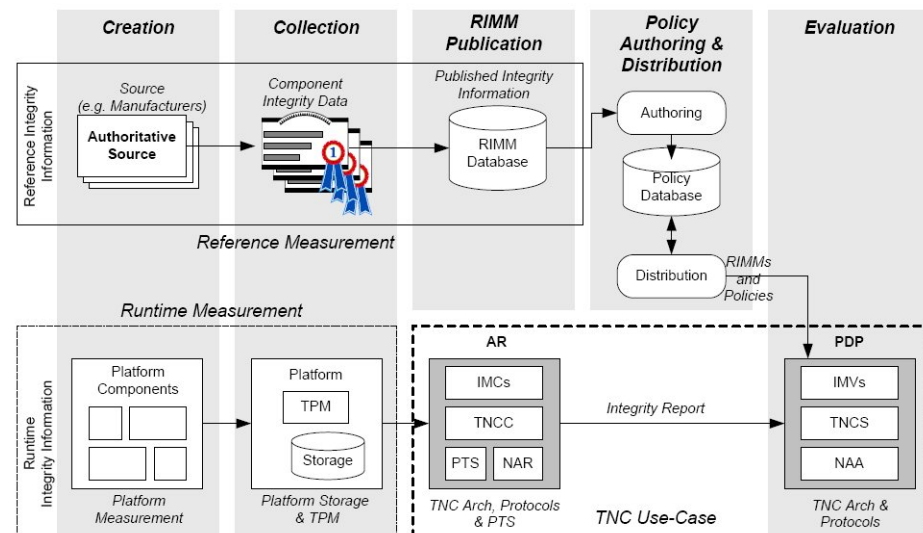 Creation
Collection
RIMM
Publication
Policy
Authoring &
Distribution
Evaluation
Reference Integrity
Information
Source
(e.g. Manufacturers)
Authoritative
Source
Component
Integrity Data
1
Published Integrity
Information
RIMM
Database
Authoring
Policy
Database
Distribution
RIMMs
and
Policies
Reference Measurement
Runtime Measurement
Runtime
Integrity Information
Platform
Components
Platform
Measurement
Platform
TPM
Storage
Platform Storage
& TPM
AR
IMCs
TNCC
PTS
NAR
TNC Arch, Protocols
& PTS
Integrity Report
TNC Use-Case
PDP
IMVs
TNCS
NAA
TNC Arch &
Protocols